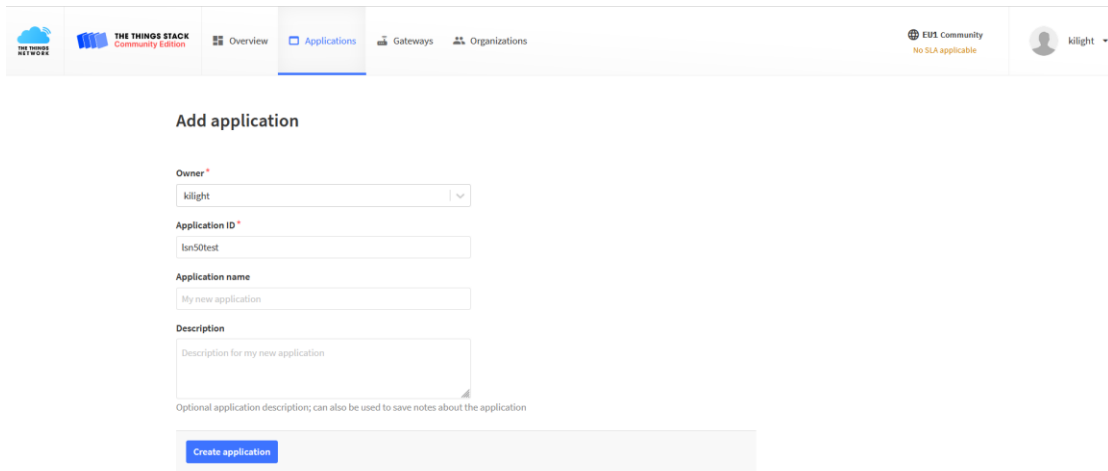 THE THINGS NETWORK
THE THINGS STACK
Community Edition
Overview
Applications
Gateways
Organizations
EU1 Community
No SLA applicable
kilight
Add application
Owner*
kilight
Application ID*
lsn50test
Application name
My new application
Description
Description for my new application
Optional application description; can also be used to save notes about the application
Create application